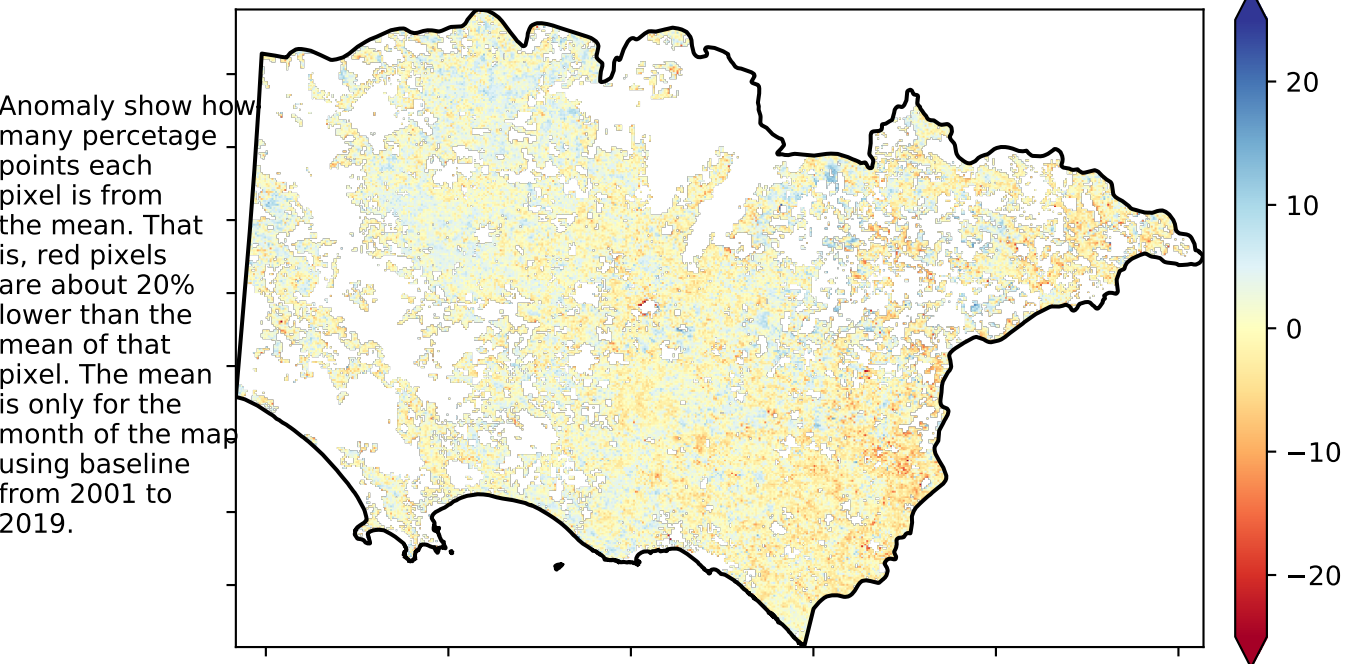 Anomaly show how
many percetage
points each
pixel is from
the mean. That
is, red pixels
are about 20%
lower than the
mean of that
pixel. The mean
is only for the
month of the map
using baseline
from 2001 to
2019.
20
10
0
−10
−20